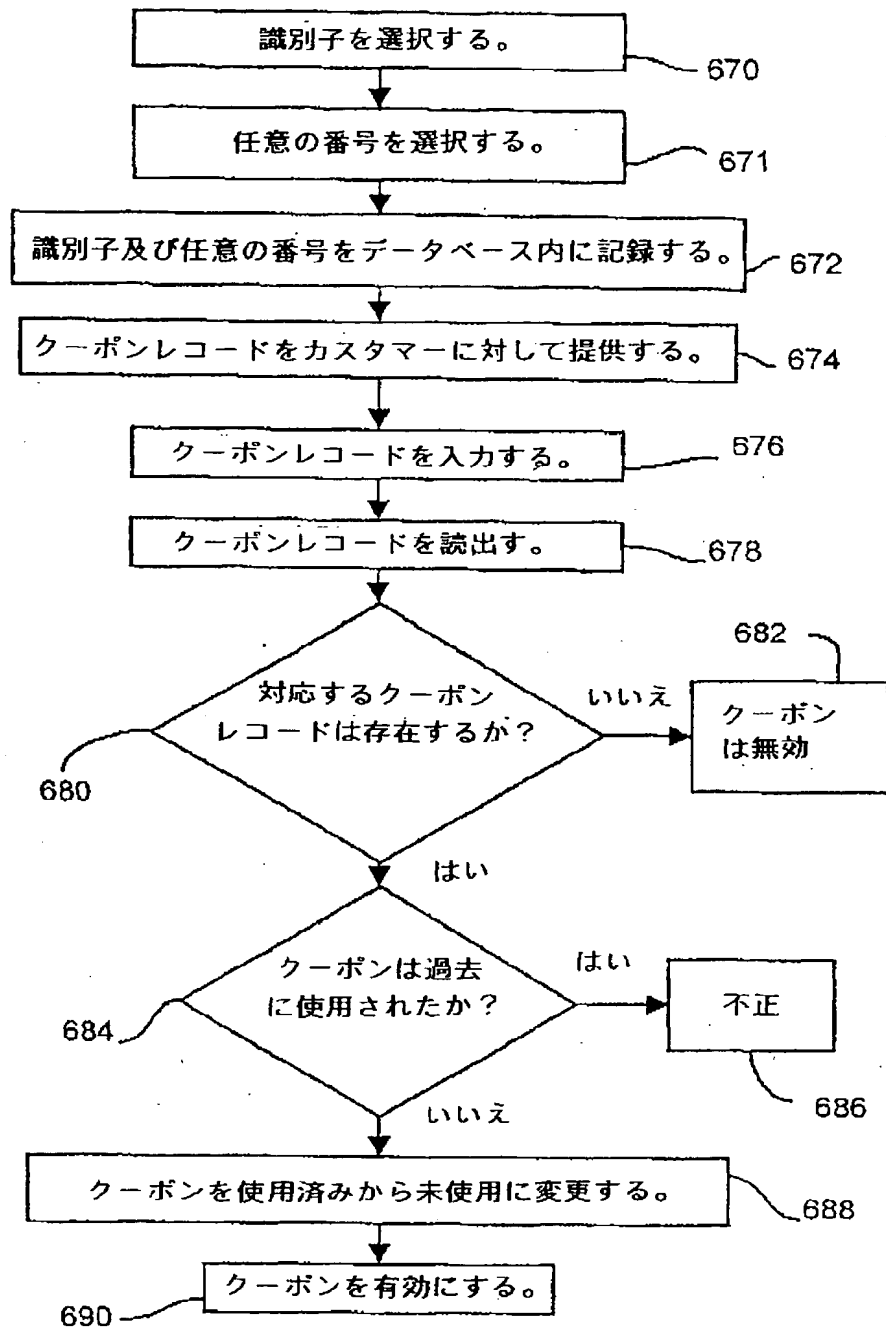 識別子を選択する。
670
任意の番号を選択する。
671
識別子及び任意の番号をデータベース内に記録する。
672
クーポンレコードをカスタマーに対して提供する。
674
クーポンレコードを入力する。
676
クーポンレコードを読出す。
678
対応するクーポン
レコードは存在するか？
680
いいえ
682
クーポン
は無効
はい
クーポンは過去
に使用されたか？
684
はい
不正
686
いいえ
クーポンを使用済みから未使用に変更する。
688
クーポンを有効にする。
690